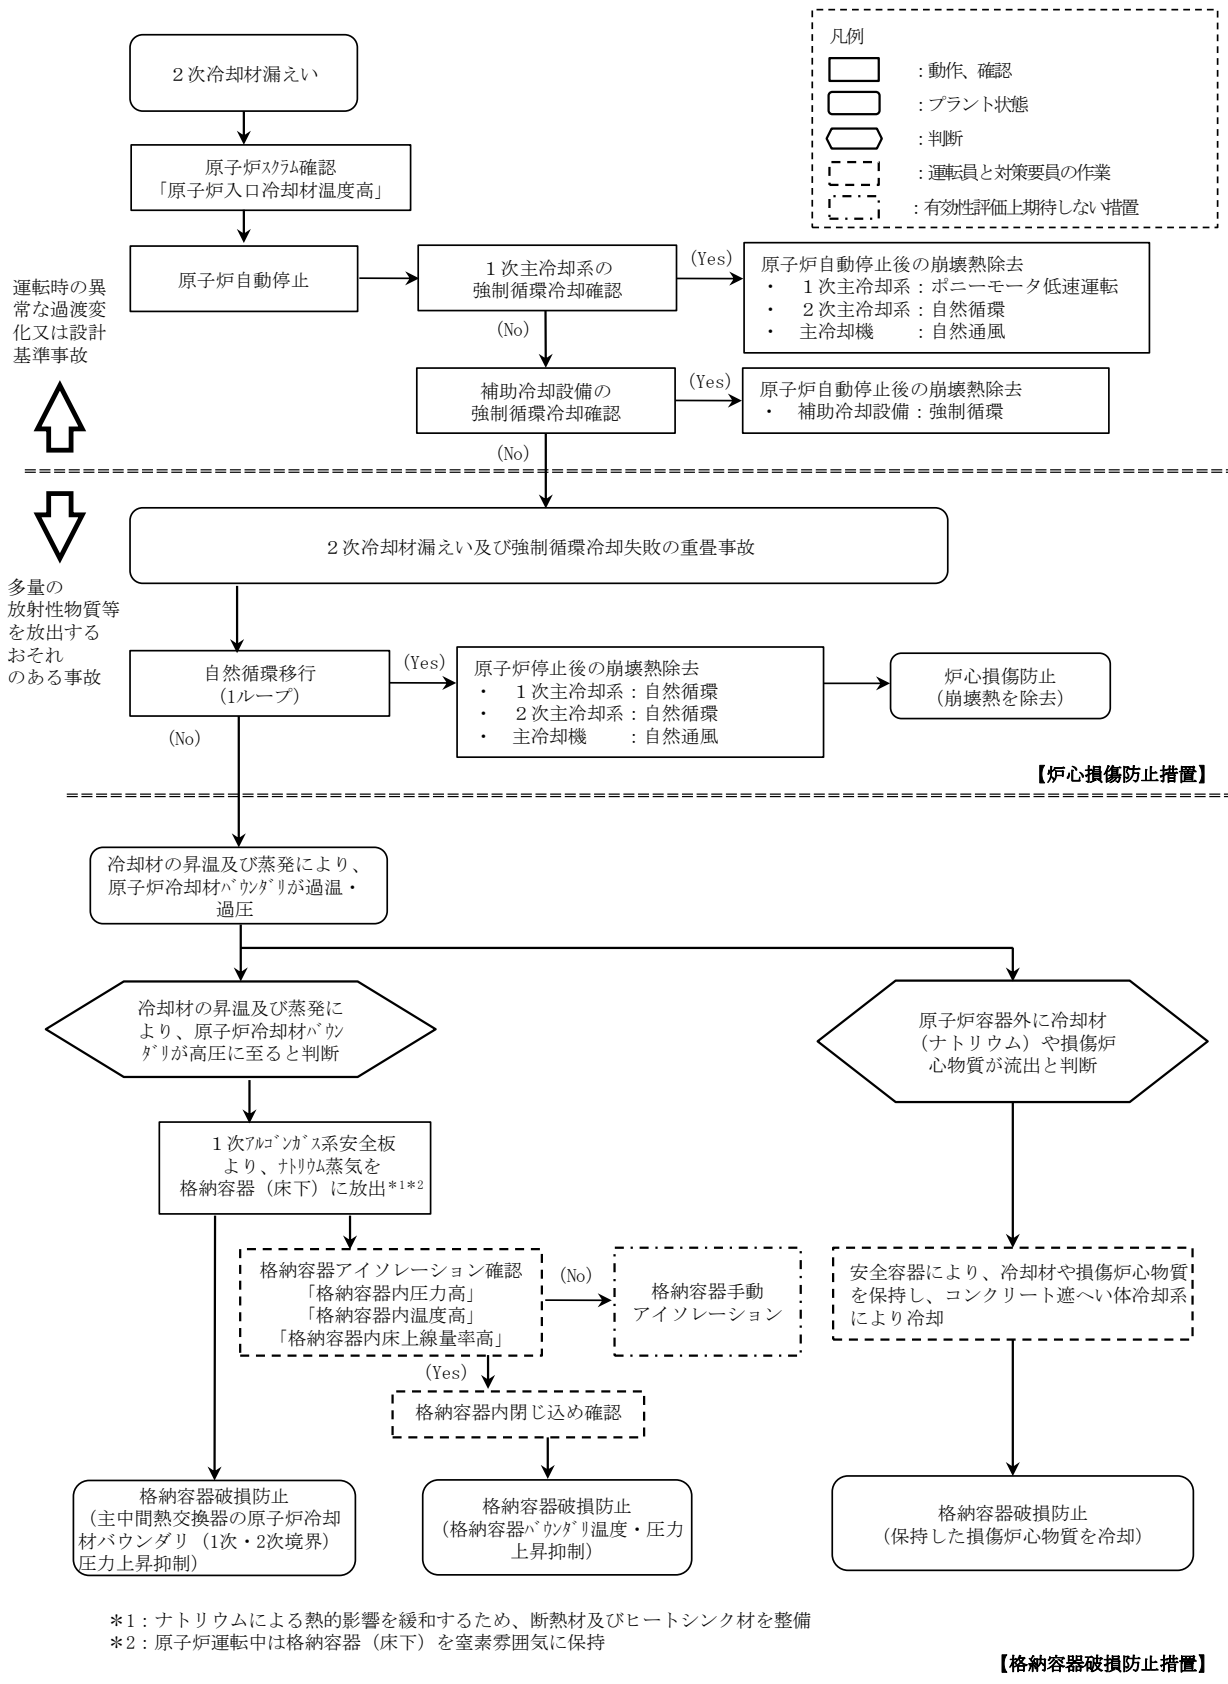 凡例
：動作、確認
：プラント状態
：判断
：運転員と対策要員の作業
：有効性評価上期待しない措置
２次冷却材漏えい
原子炉ｽｸﾗﾑ確認
「原子炉入口冷却材温度高」
原子炉自動停止
１次主冷却系の
強制循環冷却確認
(Yes)
原子炉自動停止後の崩壊熱除去
・　１次主冷却系：ポニーモータ低速運転
・　２次主冷却系：自然循環
・　主冷却機　　：自然通風
(No)
補助冷却設備の
強制循環冷却確認
(Yes)
原子炉自動停止後の崩壊熱除去
・　補助冷却設備：強制循環
(No)
運転時の異
常な過渡変
化又は設計
基準事故
多量の
放射性物質等
を放出する
おそれ
のある事故
２次冷却材漏えい及び強制循環冷却失敗の重畳事故
自然循環移行
(1ループ)
(Yes)
原子炉停止後の崩壊熱除去
・　１次主冷却系：自然循環
・　２次主冷却系：自然循環
・　主冷却機　　：自然通風
炉心損傷防止
（崩壊熱を除去）
(No)
【炉心損傷防止措置】
冷却材の昇温及び蒸発により、
原子炉冷却材ﾊﾞｳﾝﾀﾞﾘが過温・
過圧
冷却材の昇温及び蒸発に
より、原子炉冷却材ﾊﾞｳﾝ
ﾀﾞﾘが高圧に至ると判断
原子炉容器外に冷却材
（ナトリウム）や損傷炉
心物質が流出と判断
１次ｱﾙｺﾞﾝｶﾞｽ系安全板
より、ﾅﾄﾘｳﾑ蒸気を
格納容器（床下）に放出*1*2
格納容器アイソレーション確認
「格納容器内圧力高」
「格納容器内温度高」
「格納容器内床上線量率高」
(No)
格納容器手動
アイソレーション
安全容器により、冷却材や損傷炉心物質
を保持し、コンクリート遮へい体冷却系
により冷却
(Yes)
格納容器内閉じ込め確認
格納容器破損防止
（主中間熱交換器の原子炉冷却
材バウンダリ（1次・2次境界）
圧力上昇抑制）
格納容器破損防止
（格納容器ﾊﾞｳﾝﾀﾞﾘ温度・圧力
上昇抑制）
格納容器破損防止
（保持した損傷炉心物質を冷却）
＊1：ナトリウムによる熱的影響を緩和するため、断熱材及びヒートシンク材を整備
＊2：原子炉運転中は格納容器（床下）を窒素雰囲気に保持
【格納容器破損防止措置】